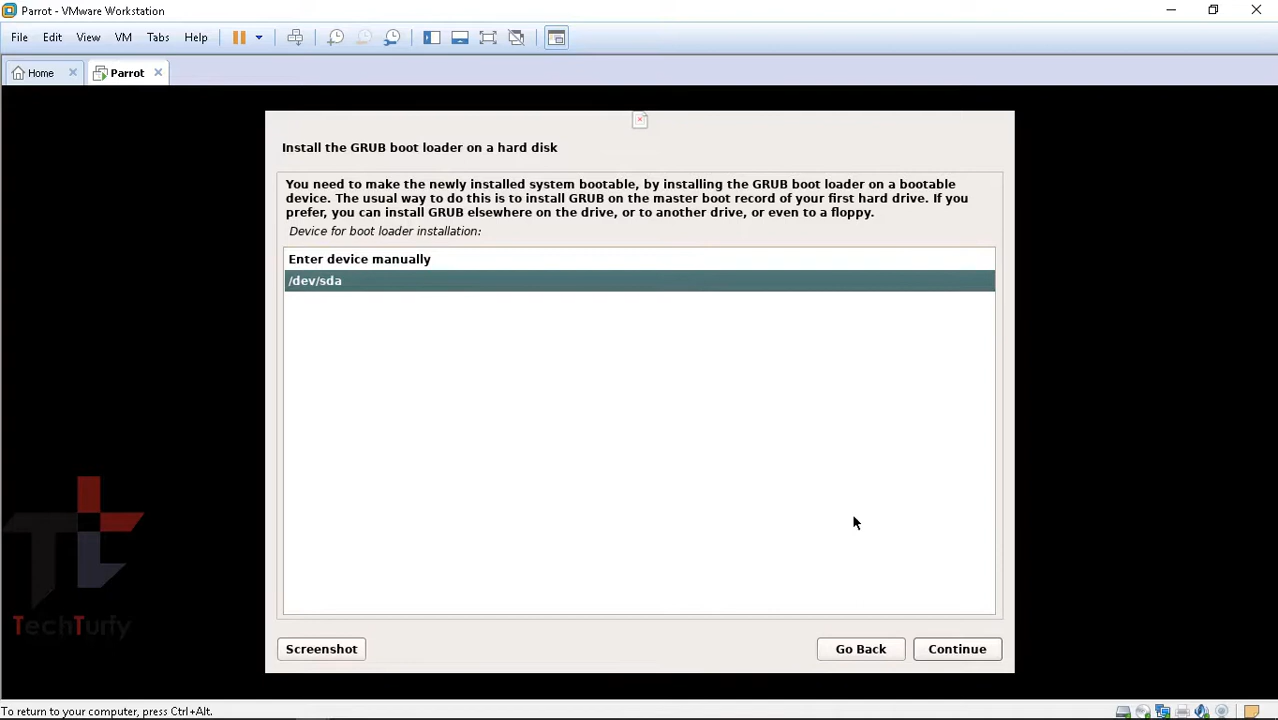 Parrot - VMware Workstation
File Edit View VM Tabs Help
Home Parrot
Install the GRUB boot loader on a hard disk
You need to make the newly installed system bootable, by installing the GRUB boot loader on a bootable
device. The usual way to do this is to install GRUB on the master boot record of your first hard drive. If you
prefer, you can install GRUB elsewhere on the drive, or to another drive, or even to a floppy.
Device for boot loader installation:
Enter device manually
/dev/sda
TechTurfy
Screenshot Go Back Continue
To return to your computer, press Ctrl+Alt.